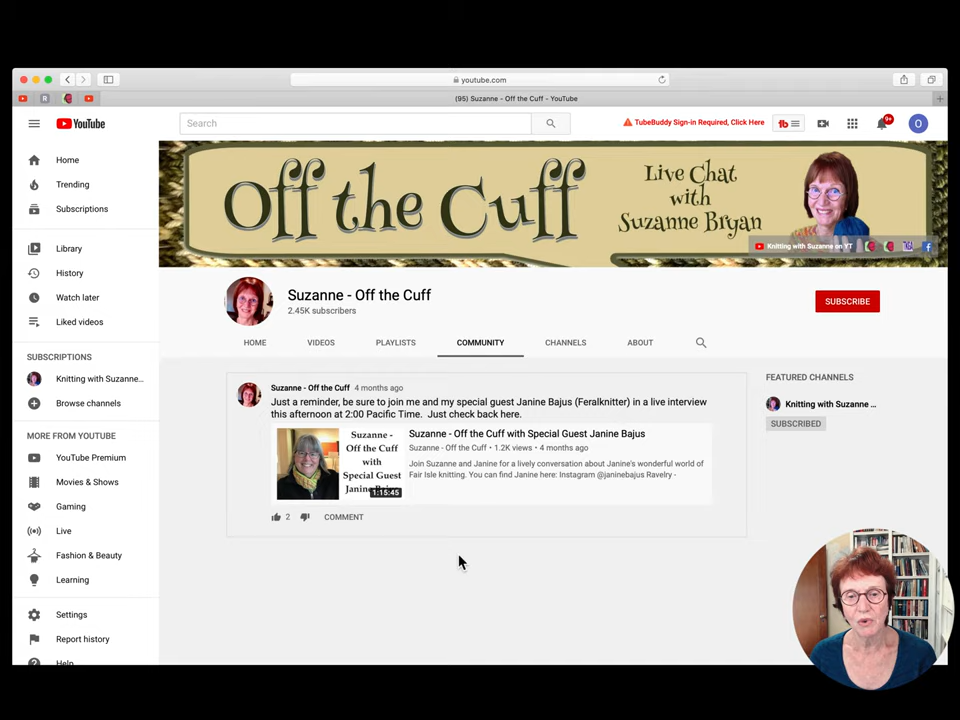 youtube.com
(95) Suzanne - Off the Cuff - YouTube
YouTube
Search
TubeBuddy Sign-in Required, Click Here
tb
9+
O
Home
Trending
Subscriptions
Library
History
Watch later
Liked videos
SUBSCRIPTIONS
Knitting with Suzanne...
Browse channels
MORE FROM YOUTUBE
YouTube Premium
Movies & Shows
Gaming
Live
Fashion & Beauty
Learning
Settings
Report history
Help
Off the Cuff
Live Chat
with
Suzanne Bryan
Knitting with Suzanne on YT
Suzanne - Off the Cuff
2.45K subscribers
SUBSCRIBE
HOME VIDEOS PLAYLISTS COMMUNITY CHANNELS ABOUT
Suzanne - Off the Cuff 4 months ago
Just a reminder, be sure to join me and my special guest Janine Bajus (Feralknitter) in a live interview
this afternoon at 2:00 Pacific Time. Just check back here.
Suzanne -
Off the Cuff
with
Special Guest
Janine
1:15:45
Suzanne - Off the Cuff with Special Guest Janine Bajus
Suzanne - Off the Cuff • 1.2K views • 4 months ago
Join Suzanne and Janine for a lively conversation about Janine's wonderful world of
Fair Isle knitting. You can find Janine here: Instagram @janinebajus Ravelry -
2 COMMENT
FEATURED CHANNELS
Knitting with Suzanne ...
SUBSCRIBED